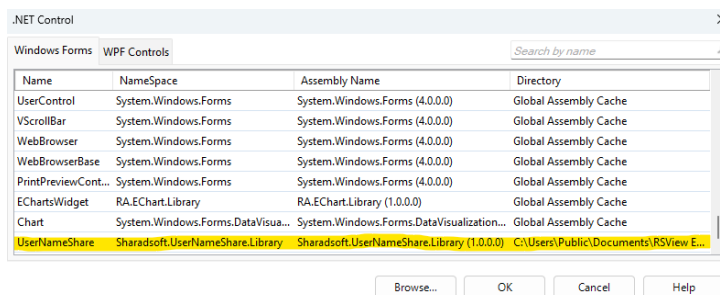 .NET Control
Windows Forms WPF Controls Search by name
Name NameSpace Assembly Name Directory
UserControl System.Windows.Forms System.Windows.Forms (4.0.0.0) Global Assembly Cache
VScrollBar System.Windows.Forms System.Windows.Forms (4.0.0.0) Global Assembly Cache
WebBrowser System.Windows.Forms System.Windows.Forms (4.0.0.0) Global Assembly Cache
WebBrowserBase System.Windows.Forms System.Windows.Forms (4.0.0.0) Global Assembly Cache
PrintPreviewCont... System.Windows.Forms System.Windows.Forms (4.0.0.0) Global Assembly Cache
EChartsWidget RA.EChart.Library RA.EChart.Library (1.0.0.0)
Chart System.Windows.Forms.DataVisua... System.Windows.Forms.DataVisualization... Global Assembly Cache
UserNameShare Sharadsoft.UserNameShare.Library Sharadsoft.UserNameShare.Library (1.0.0.0) C:\Users\Public\Documents\RSView E...
Browse... OK Cancel Help